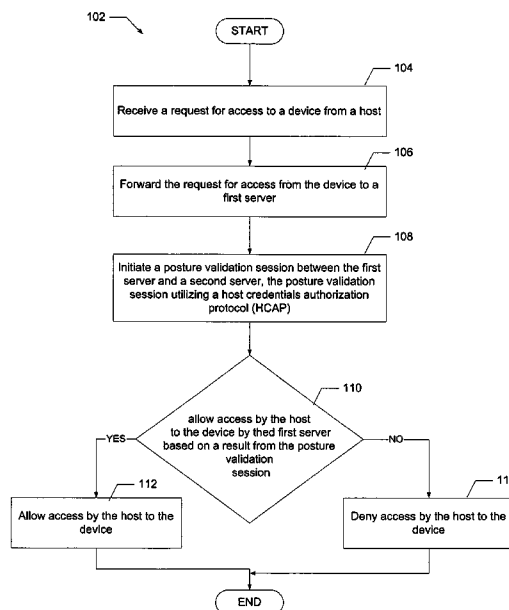 102
START
104
Receive a request for access to a device from a host
106
Forward the request for access from the device to a
first server
108
Initiate a posture validation session between the first
server and a second server, the posture validation
session utilizing a host credentials authorization
protocol (HCAP)
110
allow access by the host
to the device by thed first server
based on a result from the posture
validation
session
YES
NO
112
Allow access by the host to the
device
11
Deny access by the host to the
device
END